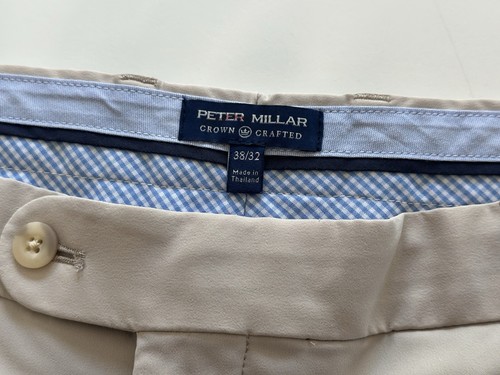 PETER MILLAR
CROWN CRAFTED
38/32
Made in
Thailand